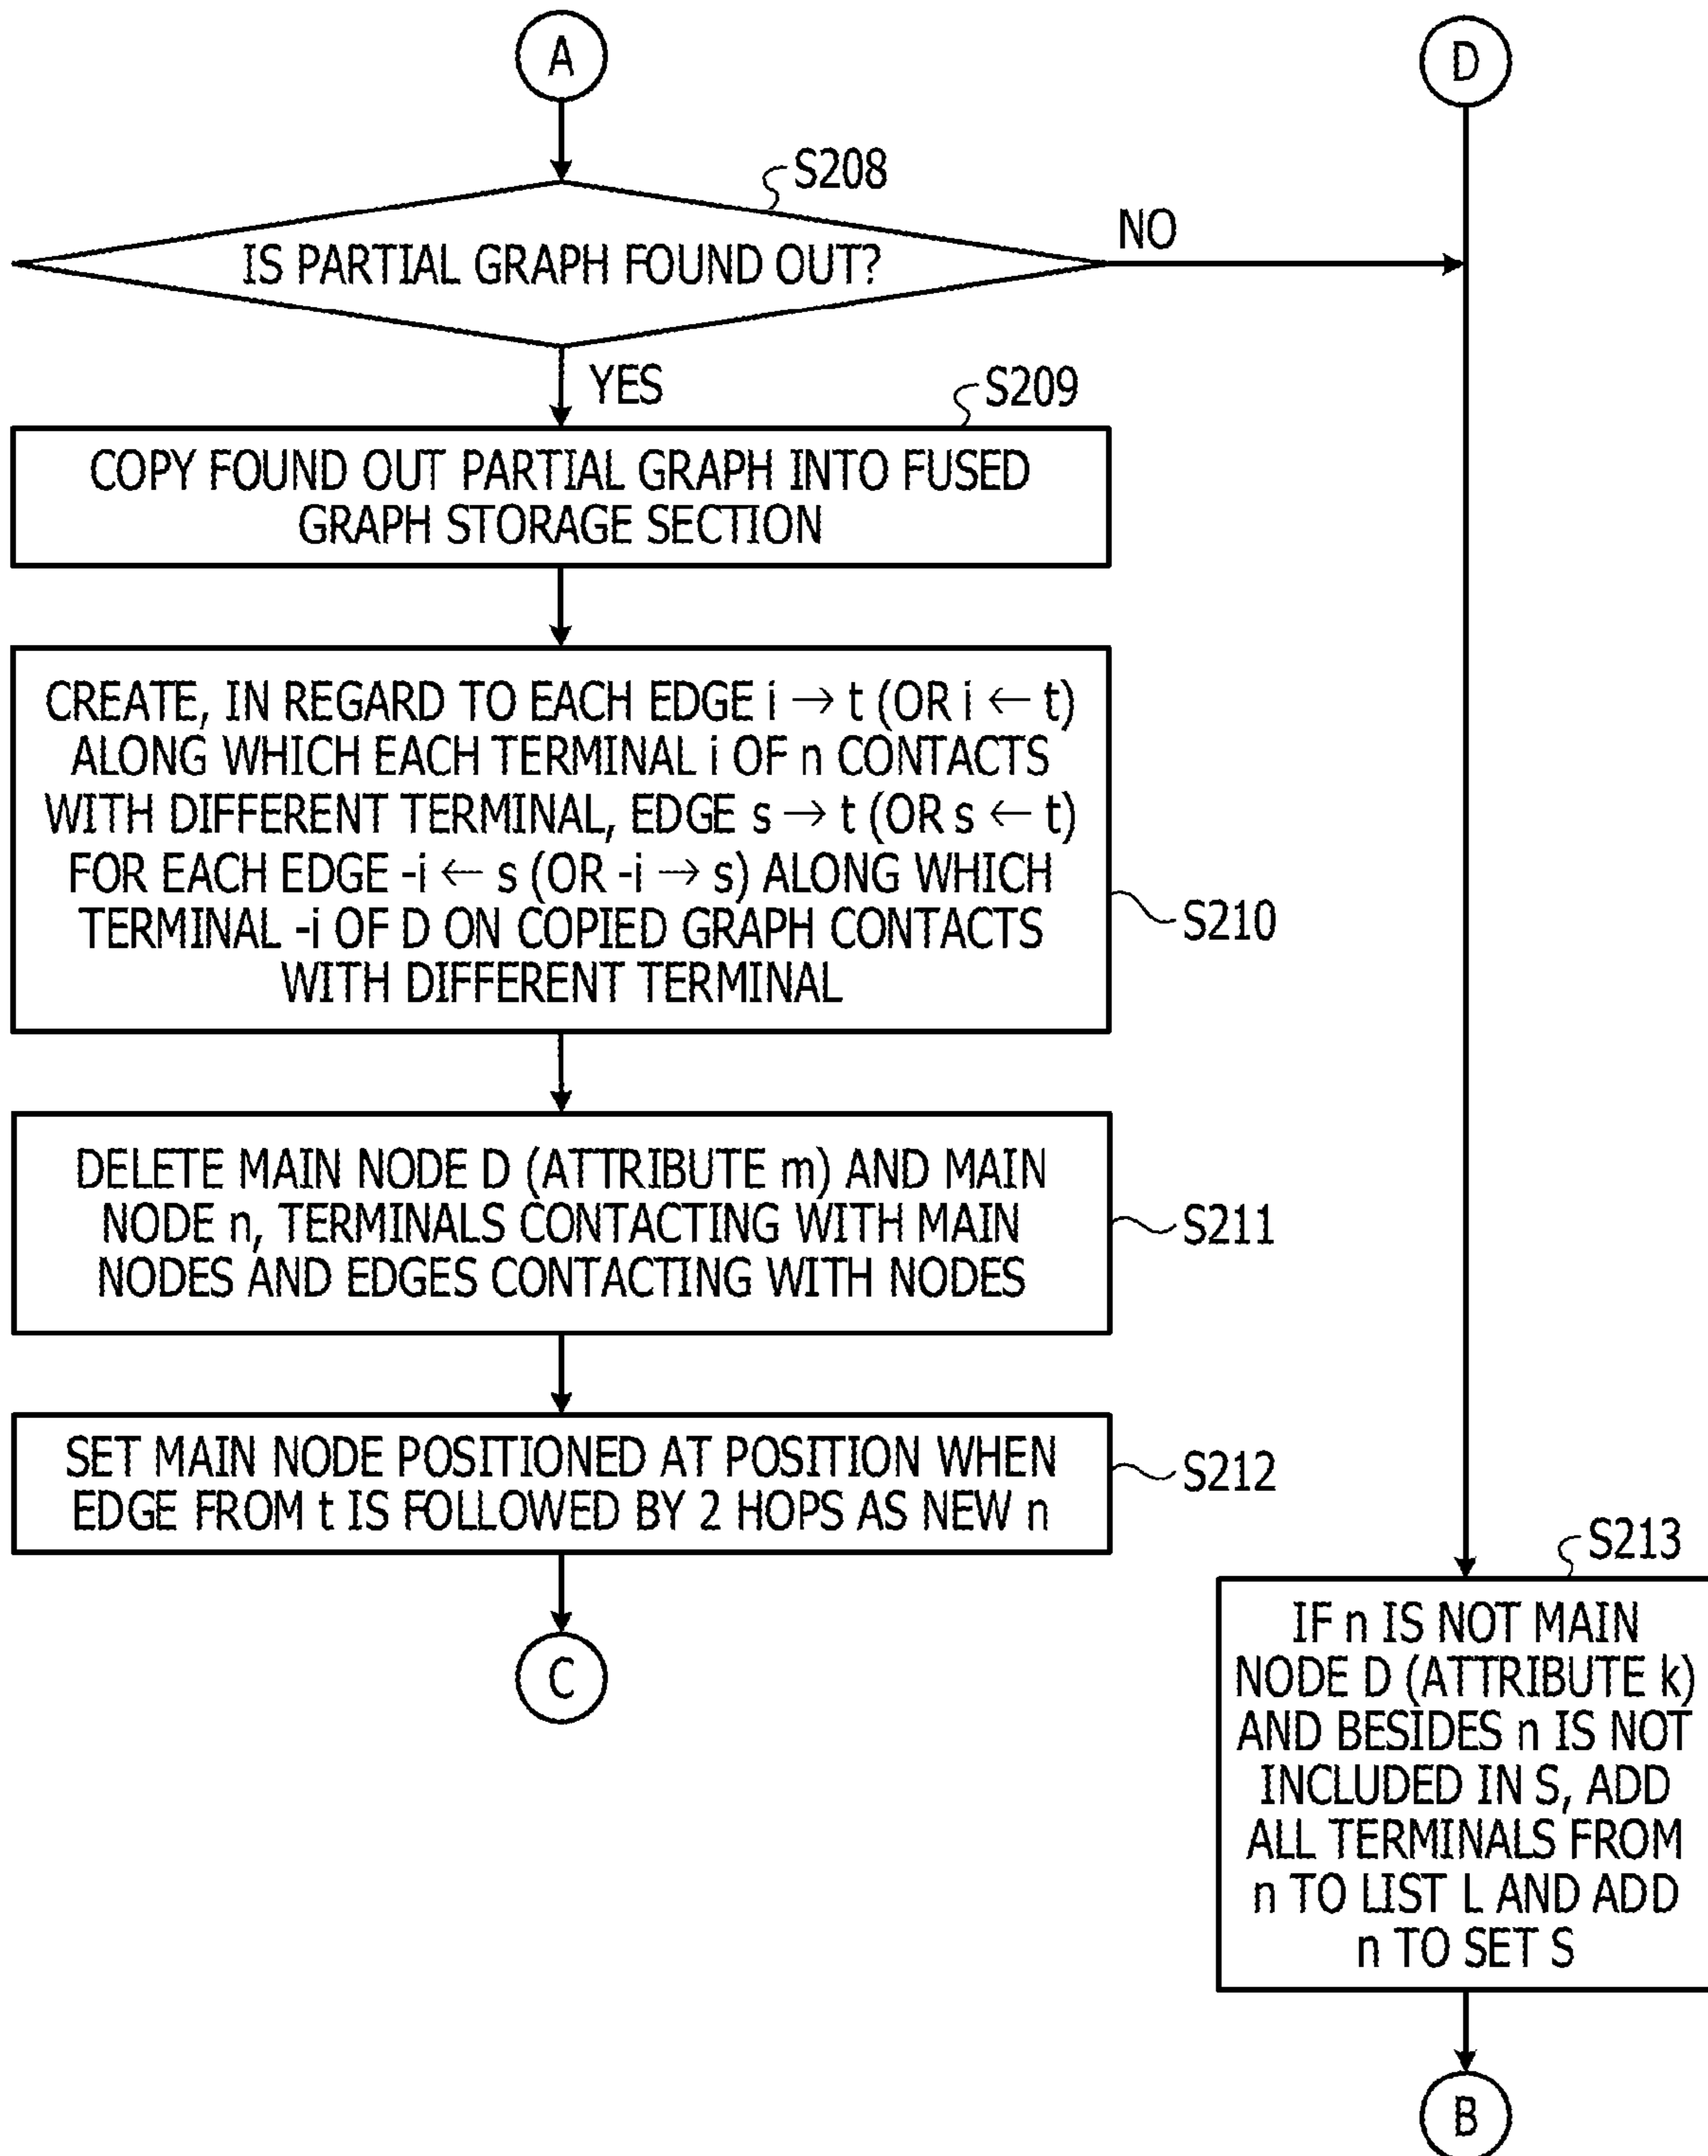 A
D
S208
IS PARTIAL GRAPH FOUND OUT?
NO
YES
S209
COPY FOUND OUT PARTIAL GRAPH INTO FUSED
GRAPH STORAGE SECTION
CREATE, IN REGARD TO EACH EDGE i → t (OR i ← t)
ALONG WHICH EACH TERMINAL i OF n CONTACTS
WITH DIFFERENT TERMINAL, EDGE s → t (OR s ← t)
FOR EACH EDGE -i ← s (OR -i → s) ALONG WHICH
TERMINAL -i OF D ON COPIED GRAPH CONTACTS
WITH DIFFERENT TERMINAL
S210
DELETE MAIN NODE D (ATTRIBUTE m) AND MAIN
NODE n, TERMINALS CONTACTING WITH MAIN
NODES AND EDGES CONTACTING WITH NODES
S211
SET MAIN NODE POSITIONED AT POSITION WHEN
EDGE FROM t IS FOLLOWED BY 2 HOPS AS NEW n
S212
C
S213
IF n IS NOT MAIN
NODE D (ATTRIBUTE k)
AND BESIDES n IS NOT
INCLUDED IN S, ADD
ALL TERMINALS FROM
n TO LIST L AND ADD
n TO SET S
B